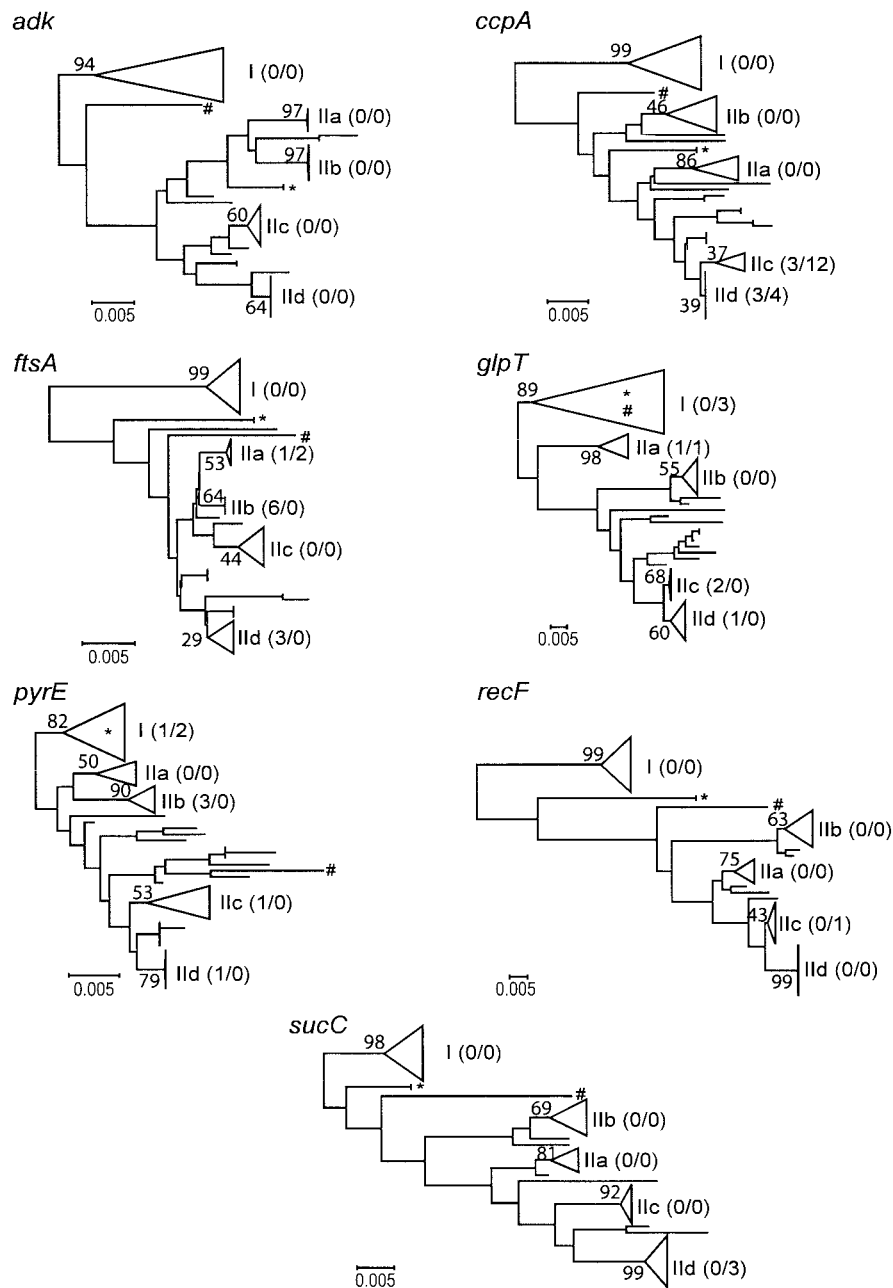 adk
94
I (0/0)
#
97
IIa (0/0)
97
IIb (0/0)
*
60
IIc (0/0)
IId (0/0)
64
0.005
ccpA
99
I (0/0)
#
46
IIb (0/0)
*
86
IIa (0/0)
37
IIc (3/12)
IId (3/4)
39
0.005
ftsA
99
I (0/0)
*
#
IIa (1/2)
53
64
IIb (6/0)
IIc (0/0)
44
IId (3/0)
29
0.005
glpT
89
*
I (0/3)
#
IIa (1/1)
98
55
IIb (0/0)
68
IIc (2/0)
IId (1/0)
60
0.005
pyrE
82
*
I (1/2)
50
IIa (0/0)
90
IIb (3/0)
#
53
IIc (1/0)
IId (1/0)
79
0.005
recF
99
I (0/0)
*
#
63
IIb (0/0)
75
IIa (0/0)
43
IIc (0/1)
IId (0/0)
99
0.005
sucC
98
I (0/0)
*
#
69
IIb (0/0)
81
IIa (0/0)
92
IIc (0/0)
IId (0/3)
99
0.005